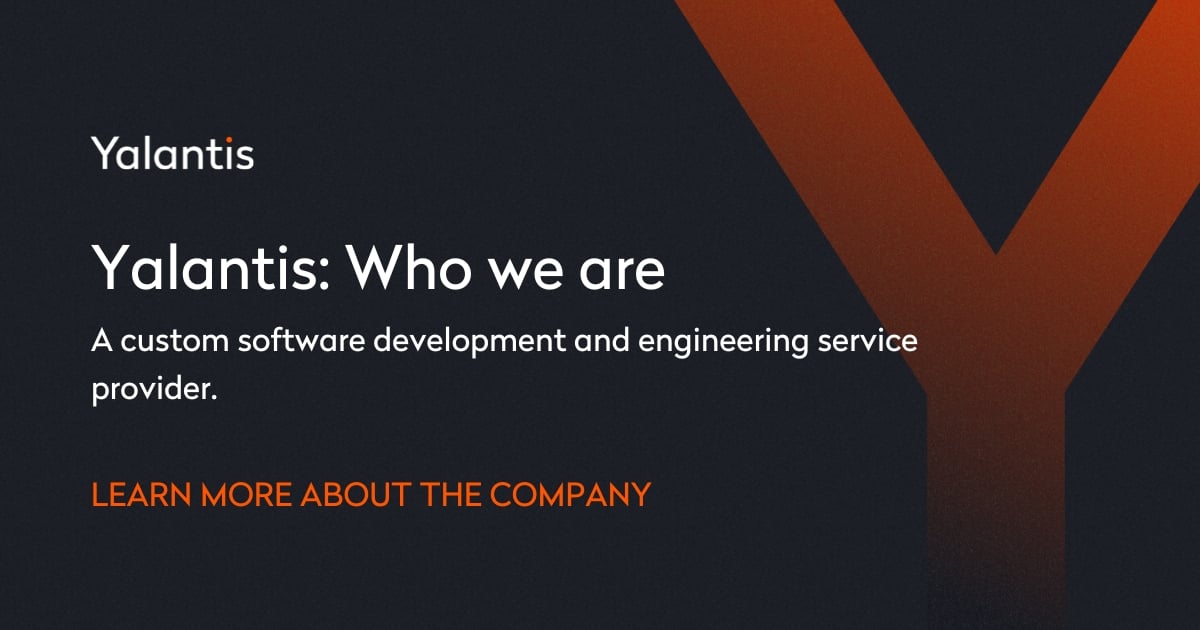 Yalantis
Yalantis: Who we are
A custom software development and engineering service
provider.
LEARN MORE ABOUT THE COMPANY